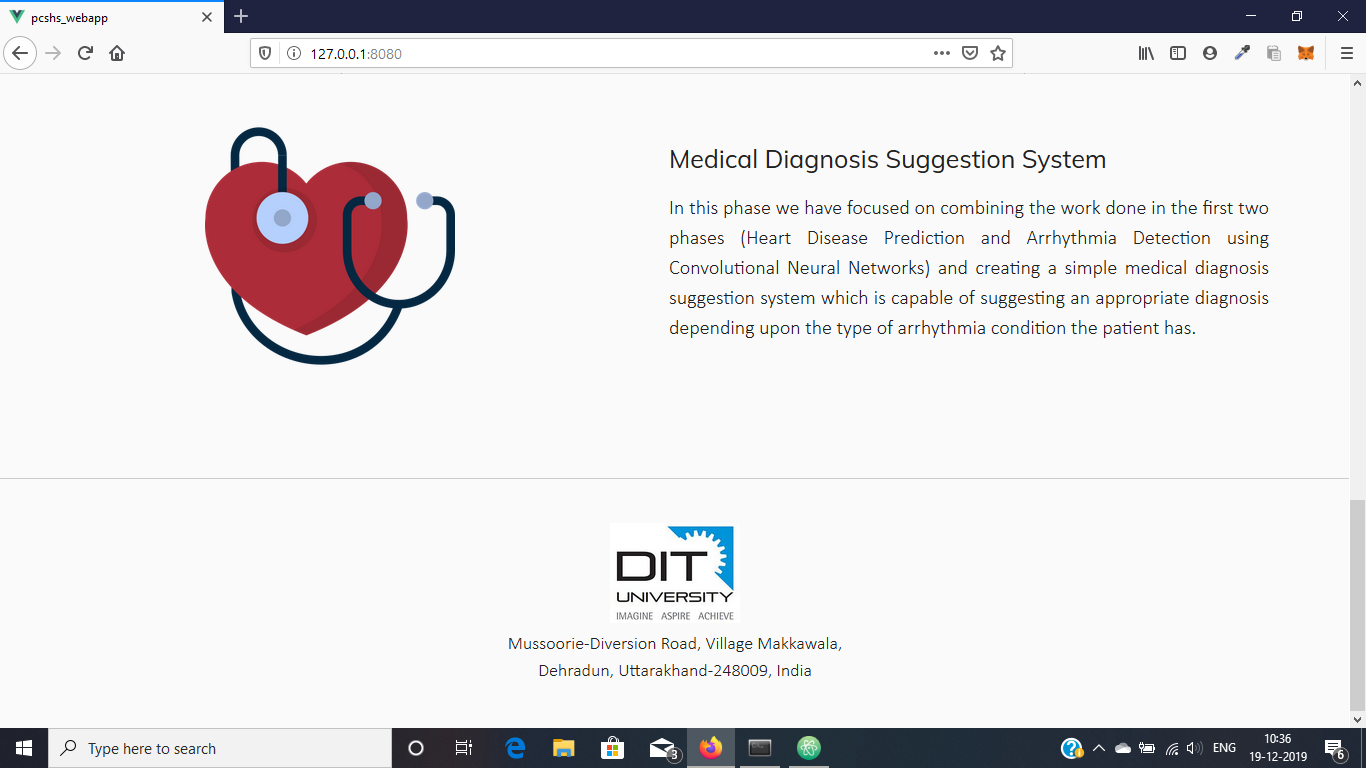 pcshs_webapp
127.0.0.1:8080
Medical Diagnosis Suggestion System
In this phase we have focused on combining the work done in the first two
phases (Heart Disease Prediction and Arrhythmia Detection using
Convolutional Neural Networks) and creating a simple medical diagnosis
suggestion system which is capable of suggesting an appropriate diagnosis
depending upon the type of arrhythmia condition the patient has.
DIT
UNIVERSITY
IMAGINE ASPIRE ACHIEVE
Mussoorie-Diversion Road, Village Makkawala,
Dehradun, Uttarakhand-248009, India
Type here to search
3
ENG
10:36
19-12-2019
6